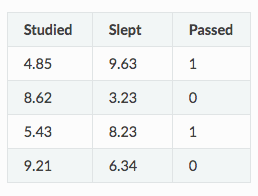 Studied Slept Passed
4.85 9.63 1
8.62 3.23 0
5.43 8.23 1
9.21 6.34 0